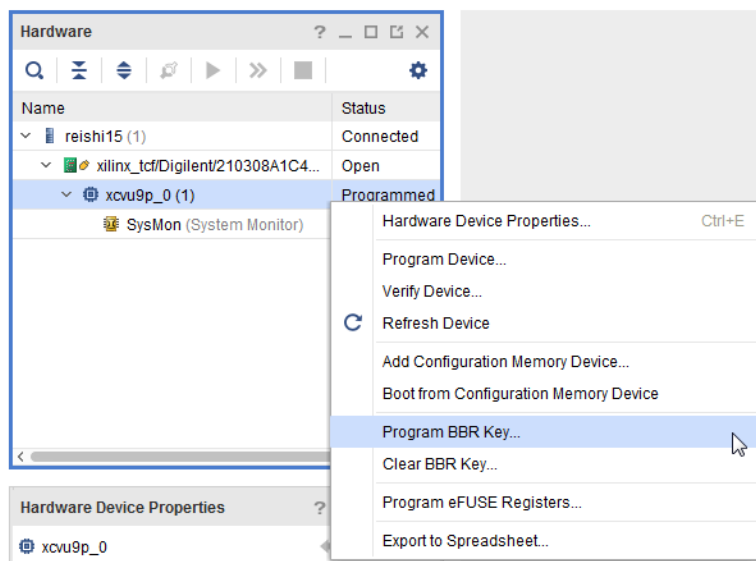 Hardware
Name Status
reishi15 (1) Connected
xilinx_tcf/Digilent/210308A1C4... Open
xcvu9p_0 (1) Programmed
SysMon (System Monitor)
Hardware Device Properties... Ctrl+E
Program Device...
Verify Device...
Refresh Device
Add Configuration Memory Device...
Boot from Configuration Memory Device
Program BBR Key...
Clear BBR Key...
Program eFUSE Registers...
Export to Spreadsheet...
Hardware Device Properties ?
xcvu9p_0